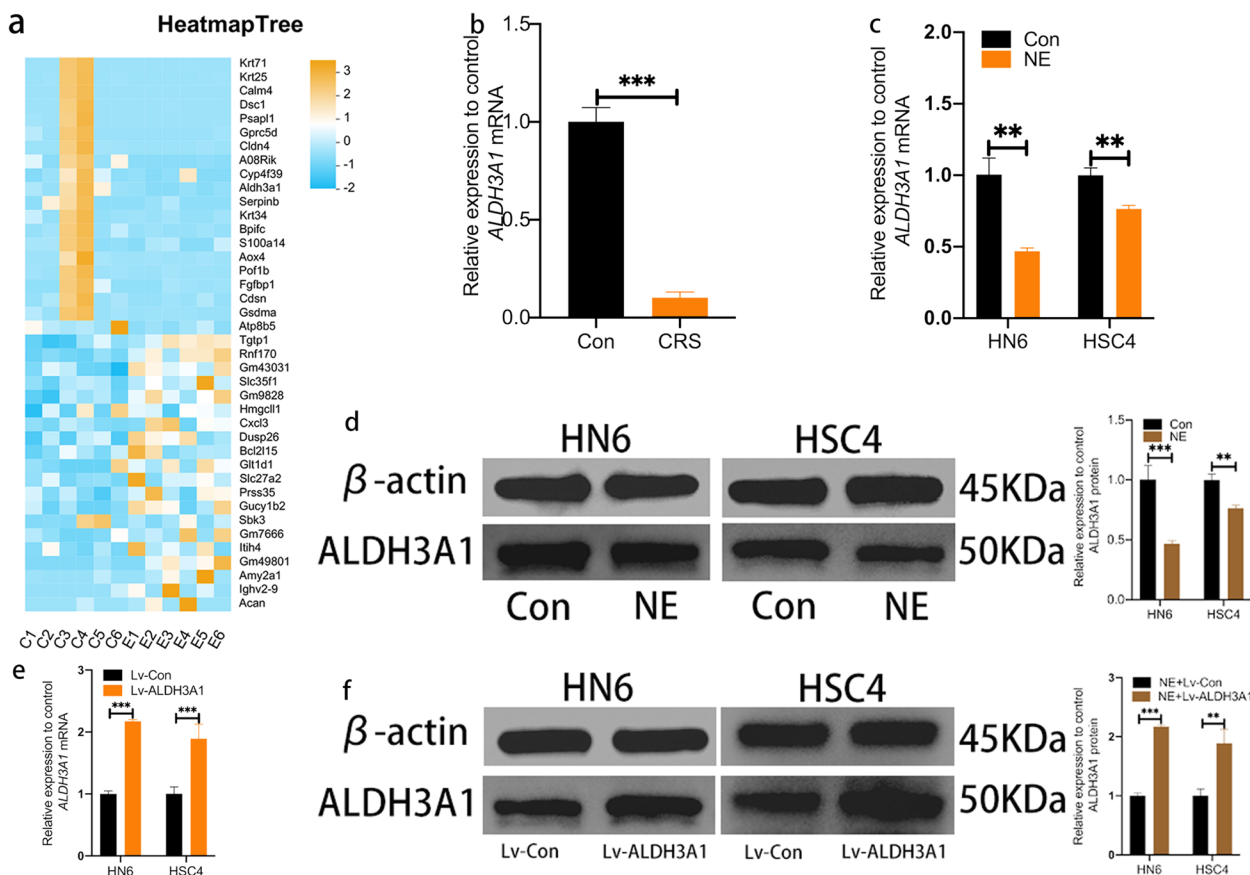 a
HeatmapTree
Krt71
Krt25
Calm4
Dsc1
Psapl1
Gprc5d
Cldn4
A08Rik
Cyp4f39
Aldh3a1
Serpinb
Krt34
Bpifc
S100a14
Aox4
Pof1b
Fgfbp1
Cdsn
Gsdma
Atp8b5
Tgtp1
Rnf170
Gm43031
Slc35f1
Gm9828
Hmgcll1
Cxcl3
Dusp26
Bcl2l15
Glt1d1
Slc27a2
Prss35
Gucy1b2
Sbk3
Gm7666
Itih4
Gm49801
Amy2a1
Ighv2-9
Acan
3
2
1
0
-1
-2
C1 C2 C3 C4 C5 C6 E1 E2 E3 E4 E5 E6
b
Relative expression to control
ALDH3A1 mRNA
1.5
1.0
0.5
0.0
***
Con CRS
c
Relative expression to control
ALDH3A1 mRNA
2.0
1.5
1.0
0.5
0.0
Con
NE
** **
HN6 HSC4
d
HN6 HSC4
β-actin 45KDa
ALDH3A1 50KDa
Con NE Con NE
Relative expression to control
ALDH3A1 protein
1.5
1.0
0.5
0.0
Con
NE
*** **
HN6 HSC4
e
Relative expression to control
ALDH3A1 mRNA
3
2
1
0
Lv-Con
Lv-ALDH3A1
*** ***
HN6 HSC4
f
HN6 HSC4
β-actin 45KDa
ALDH3A1 50KDa
Lv-Con Lv-ALDH3A1 Lv-Con Lv-ALDH3A1
Relative expression to control
ALDH3A1 protein
3
2
1
0
NE+Lv-Con
NE+Lv-ALDH3A1
*** **
HN6 HSC4